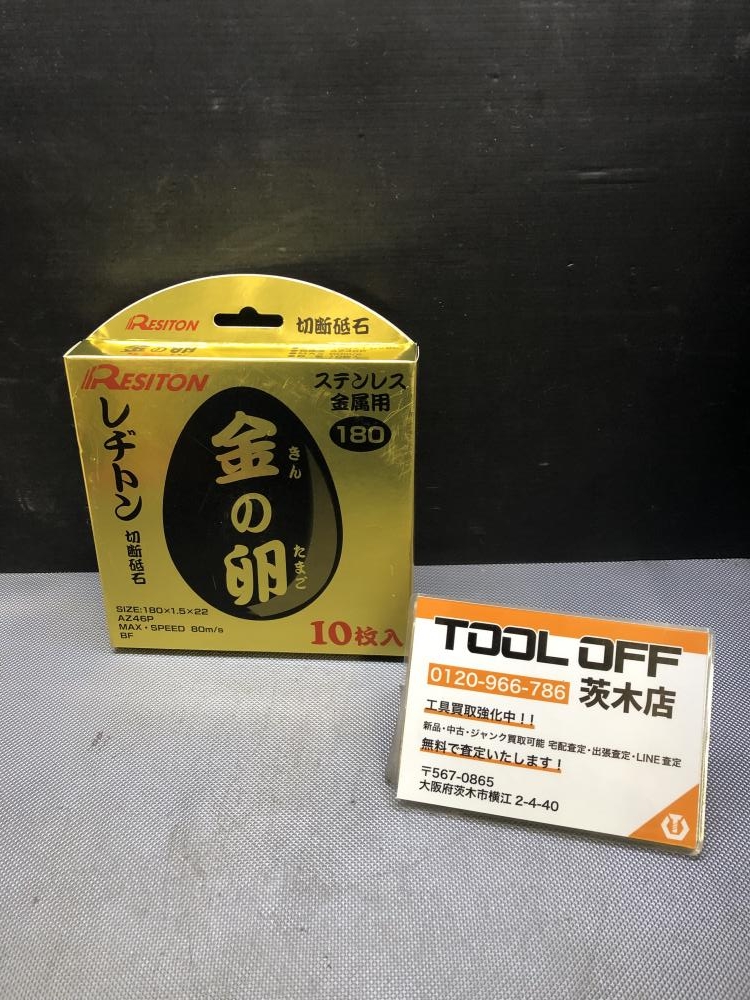 RESITON
切断砥石
金の卵
RESITON
ステンレス
金属用
180
レヂトン
切断砥石
金の卵
きん
たまご
SIZE:180×1.5×22
AZ46P
MAX・SPEED 80m/s
BF
10枚入
TOOL OFF
0120-966-786 茨木店
工具買取強化中！！
新品・中古・ジャンク買取可能 宅配査定・出張査定・LINE査定
無料で査定いたします！
〒567-0865
大阪府茨木市横江 2-4-40